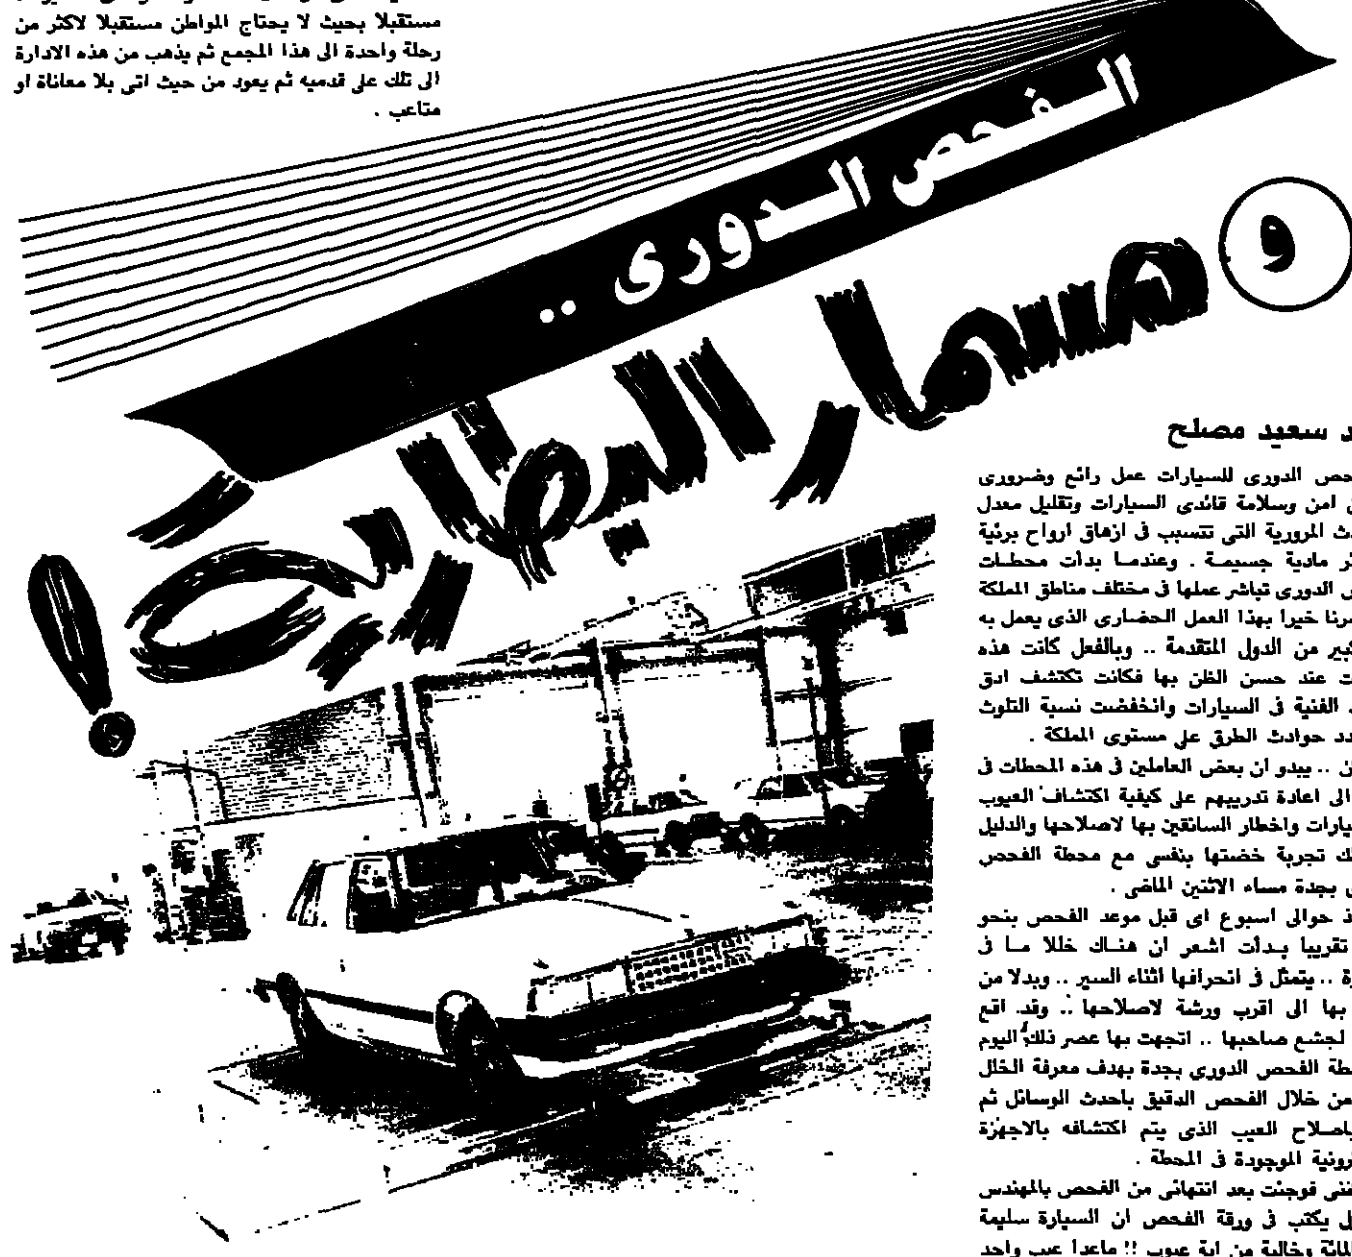 مستقبلا بحيث لا يحتاج المواطن مستقبلا لاكثر من
رحلة واحدة الى هذا المجمع ثم يذهب من هذه الادارة
الى تلك على قدميه ثم يعود من حيث اتى بلا معاناة او
متاعب .
الفحص الدورى ..
و
مسمار البطارية !
سعيد مصلح
الدورى للسيارات عمل رائع وضرورى
امن وسلامة قائدى السيارات وتقليل معدل
المرورية التى تتسبب فى ازهاق ارواح بريئة
مادية جسيمة . وعندما بدأت محطات
الدورى تباشر عملها فى مختلف مناطق المملكة
خيرا بهذا العمل الحضارى الذى يعمل به
من الدول المتقدمة .. وبالفعل كانت هذه
عند حسن الظن بها فكانت تكتشف ادق
الفنية فى السيارات وانخفضت نسبة التلوث
حوادث الطرق على مستوى المملكة .
.. يبدو ان بعض العاملين فى هذه المحطات فى
الى اعادة تدريبهم على كيفية اكتشاف العيوب
واخطار السائقين بها لاصلاحها والدليل
تجربة خضتها بنفسى مع محطة الفحص
بجدة مساء الاثنين الماضى .
حوالى اسبوع اى قبل موعد الفحص بنحو
تقريبا بدأت اشعر ان هناك خللا ما فى
.. يتمثل فى انحرافها اثناء السير .. وبدلا من
بها الى اقرب ورشة لاصلاحها .. وقد اقع
لجشع صاحبها .. اتجهت بها عصر ذلك اليوم
الفحص الدورى بجدة بهدف معرفة الخلل
من خلال الفحص الدقيق باحدث الوسائل ثم
العيب الذى يتم اكتشافه بالاجهزة
الموجودة فى المحطة .
فوجئت بعد انتهائى من الفحص بالمهندس
يكتب فى ورقة الفحص ان السيارة سليمة
وخالية من اية عيوب !! ماعدا عيب واحد